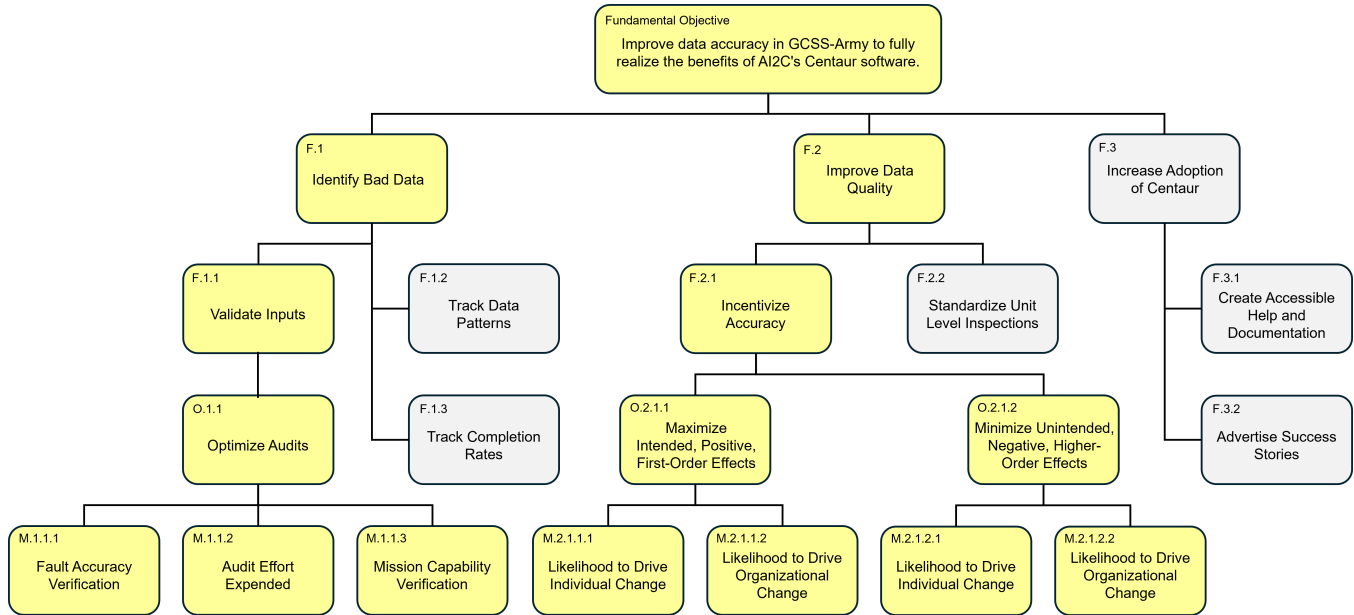 Fundamental Objective
Improve data accuracy in GCSS-Army to fully
realize the benefits of AI2C's Centaur software.
F.1
Identify Bad Data
F.2
Improve Data
Quality
F.3
Increase Adoption
of Centaur
F.1.1
Validate Inputs
F.1.2
Track Data
Patterns
F.2.1
Incentivize
Accuracy
F.2.2
Standardize Unit
Level Inspections
F.3.1
Create Accessible
Help and
Documentation
O.1.1
Optimize Audits
F.1.3
Track Completion
Rates
O.2.1.1
Maximize
Intended, Positive,
First-Order Effects
O.2.1.2
Minimize Unintended,
Negative, Higher-
Order Effects
F.3.2
Advertise Success
Stories
M.1.1.1
Fault Accuracy
Verification
M.1.1.2
Audit Effort
Expended
M.1.1.3
Mission Capability
Verification
M.2.1.1.1
Likelihood to Drive
Individual Change
M.2.1.1.2
Likelihood to Drive
Organizational
Change
M.2.1.2.1
Likelihood to Drive
Individual Change
M.2.1.2.2
Likelihood to Drive
Organizational
Change